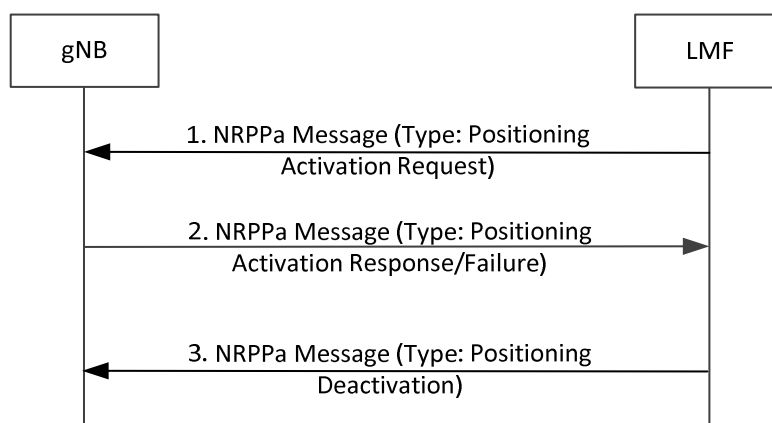 gNB
LMF
1. NRPPa Message (Type: Positioning
Activation Request)
2. NRPPa Message (Type: Positioning
Activation Response/Failure)
3. NRPPa Message (Type: Positioning
Deactivation)